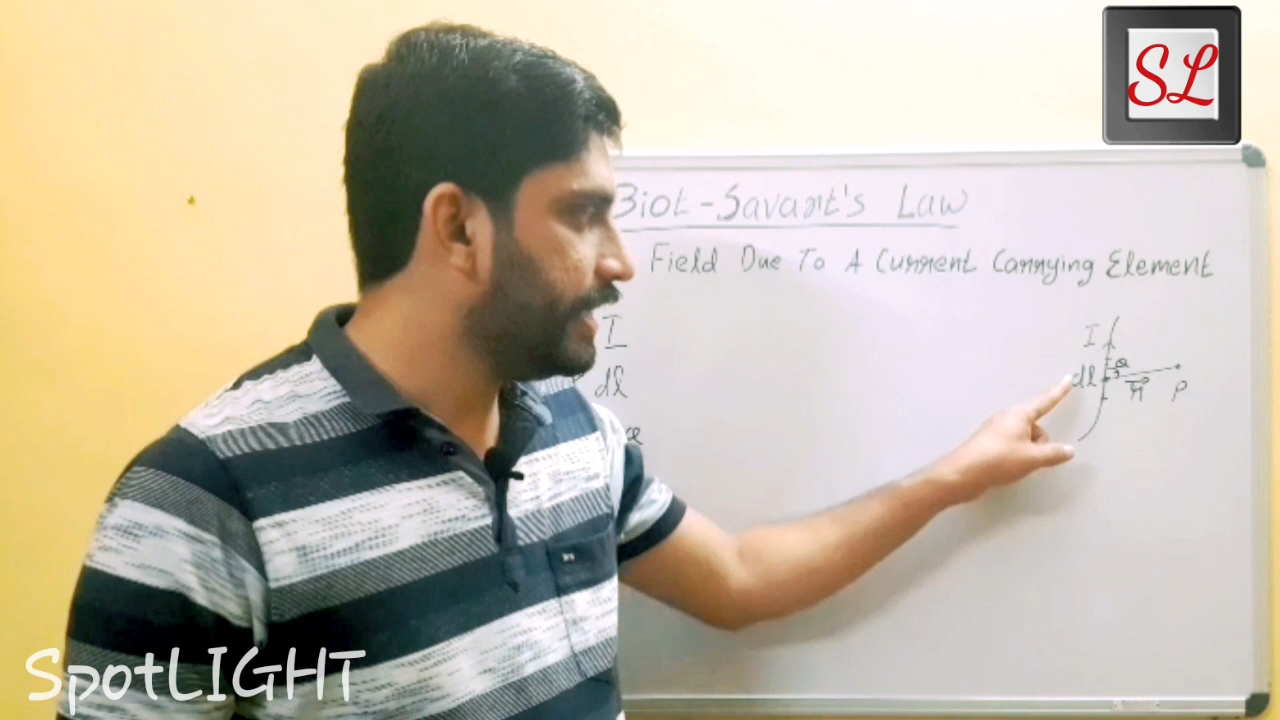 SL
Biot-Savart's Law
Field Due To A Current Carrying Element
I
I
dl
dl
r
P
SpotLIGHT